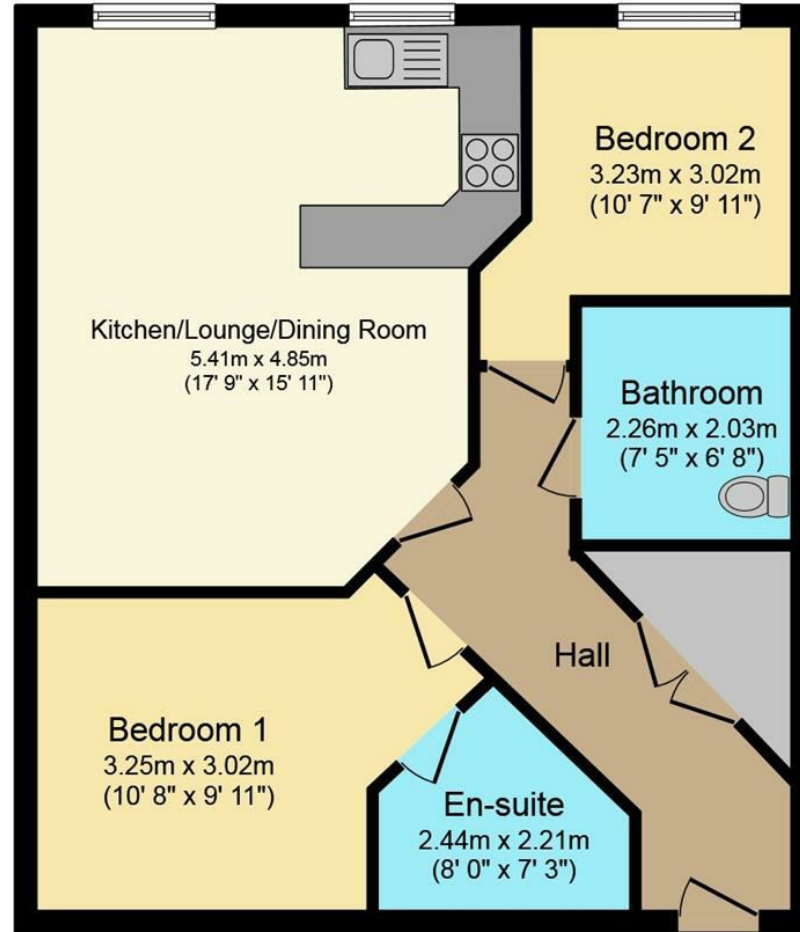 Bedroom 2
3.23m x 3.02m
(10' 7" x 9' 11")
Kitchen/Lounge/Dining Room
5.41m x 4.85m
(17' 9" x 15' 11")
Bathroom
2.26m x 2.03m
(7' 5" x 6' 8")
Hall
Bedroom 1
3.25m x 3.02m
(10' 8" x 9' 11")
En-suite
2.44m x 2.21m
(8' 0" x 7' 3")